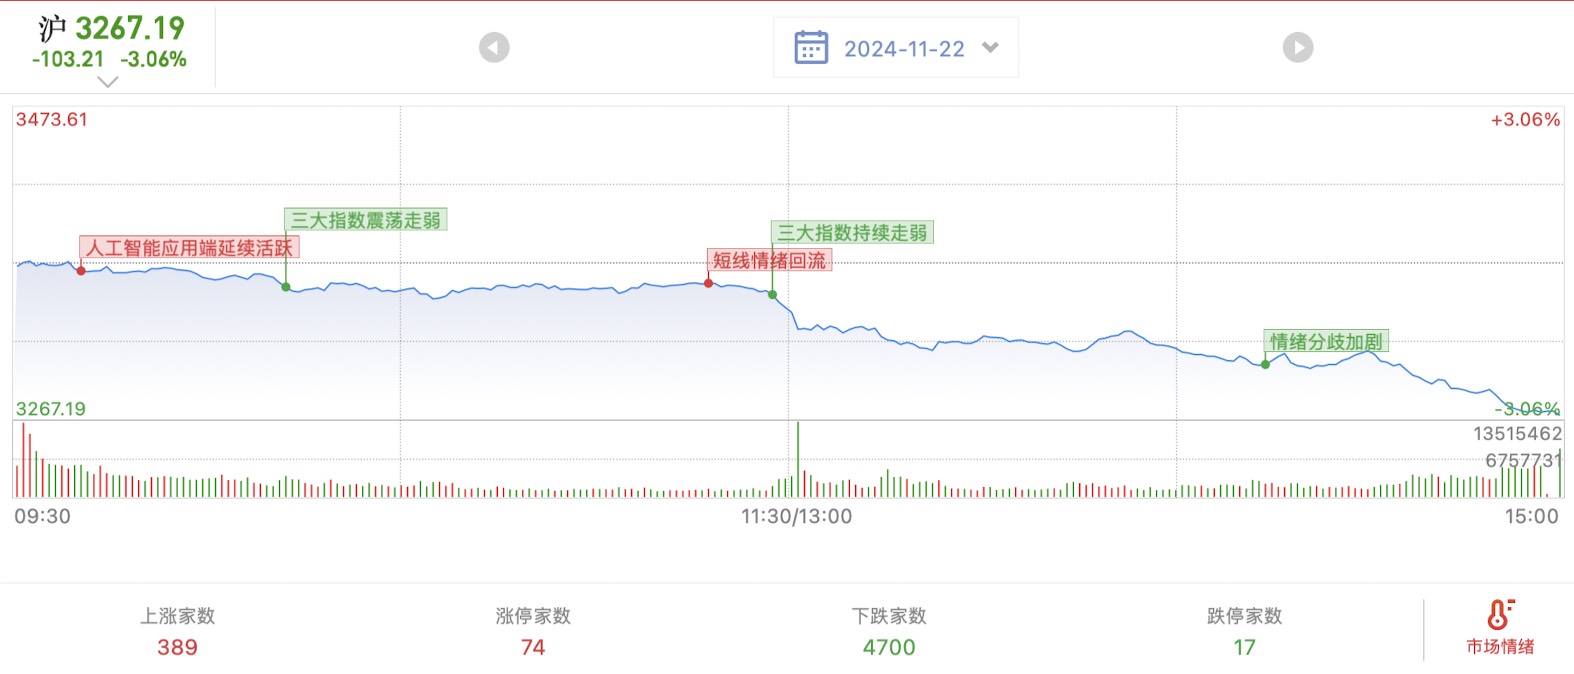 沪 3267.19
-103.21 -3.06%
2024-11-22
3473.61
+3.06%
三大指数震荡走弱
三大指数持续走弱
人工智能应用端延续活跃
短线情绪回流
情绪分歧加剧
3267.19
-3.06%
13515462
6757731
09:30
11:30/13:00
15:00
上涨家数
涨停家数
下跌家数
跌停家数
389
74
4700
17
市场情绪